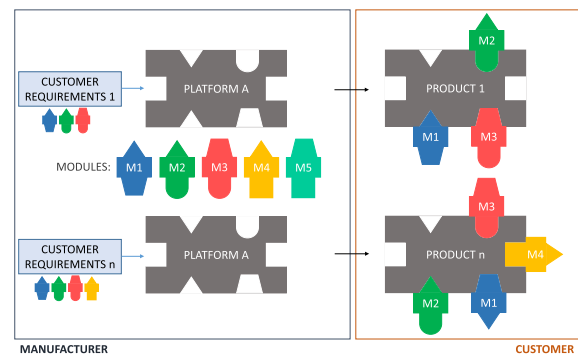 CUSTOMER
REQUIREMENTS 1
PLATFORM A
PRODUCT 1
M2
M1
M3
MODULES:
M1
M2
M3
M4
M5
CUSTOMER
REQUIREMENTS n
PLATFORM A
PRODUCT n
M3
M4
M2
M1
MANUFACTURER
CUSTOMER